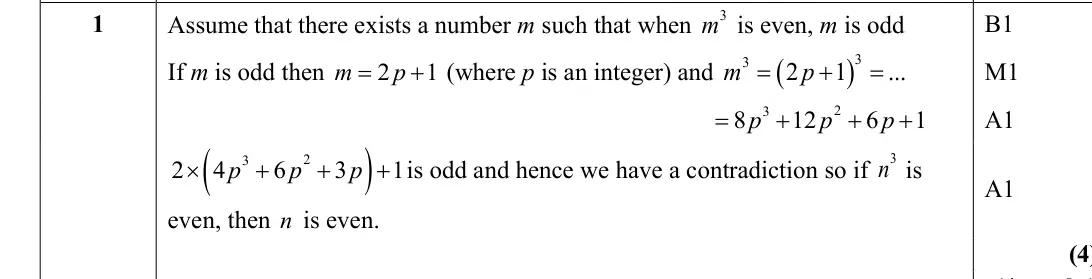 1 Assume that there exists a number m such that when m³ is even, m is odd B1
If m is odd then m = 2p+1 (where p is an integer) and m³ = (2p+1)³ = ... M1
= 8p³ +12p² + 6p +1 A1
2×(4p³ + 6p² + 3p)+1 is odd and hence we have a contradiction so if n³ is
A1
even, then n is even.
(4)